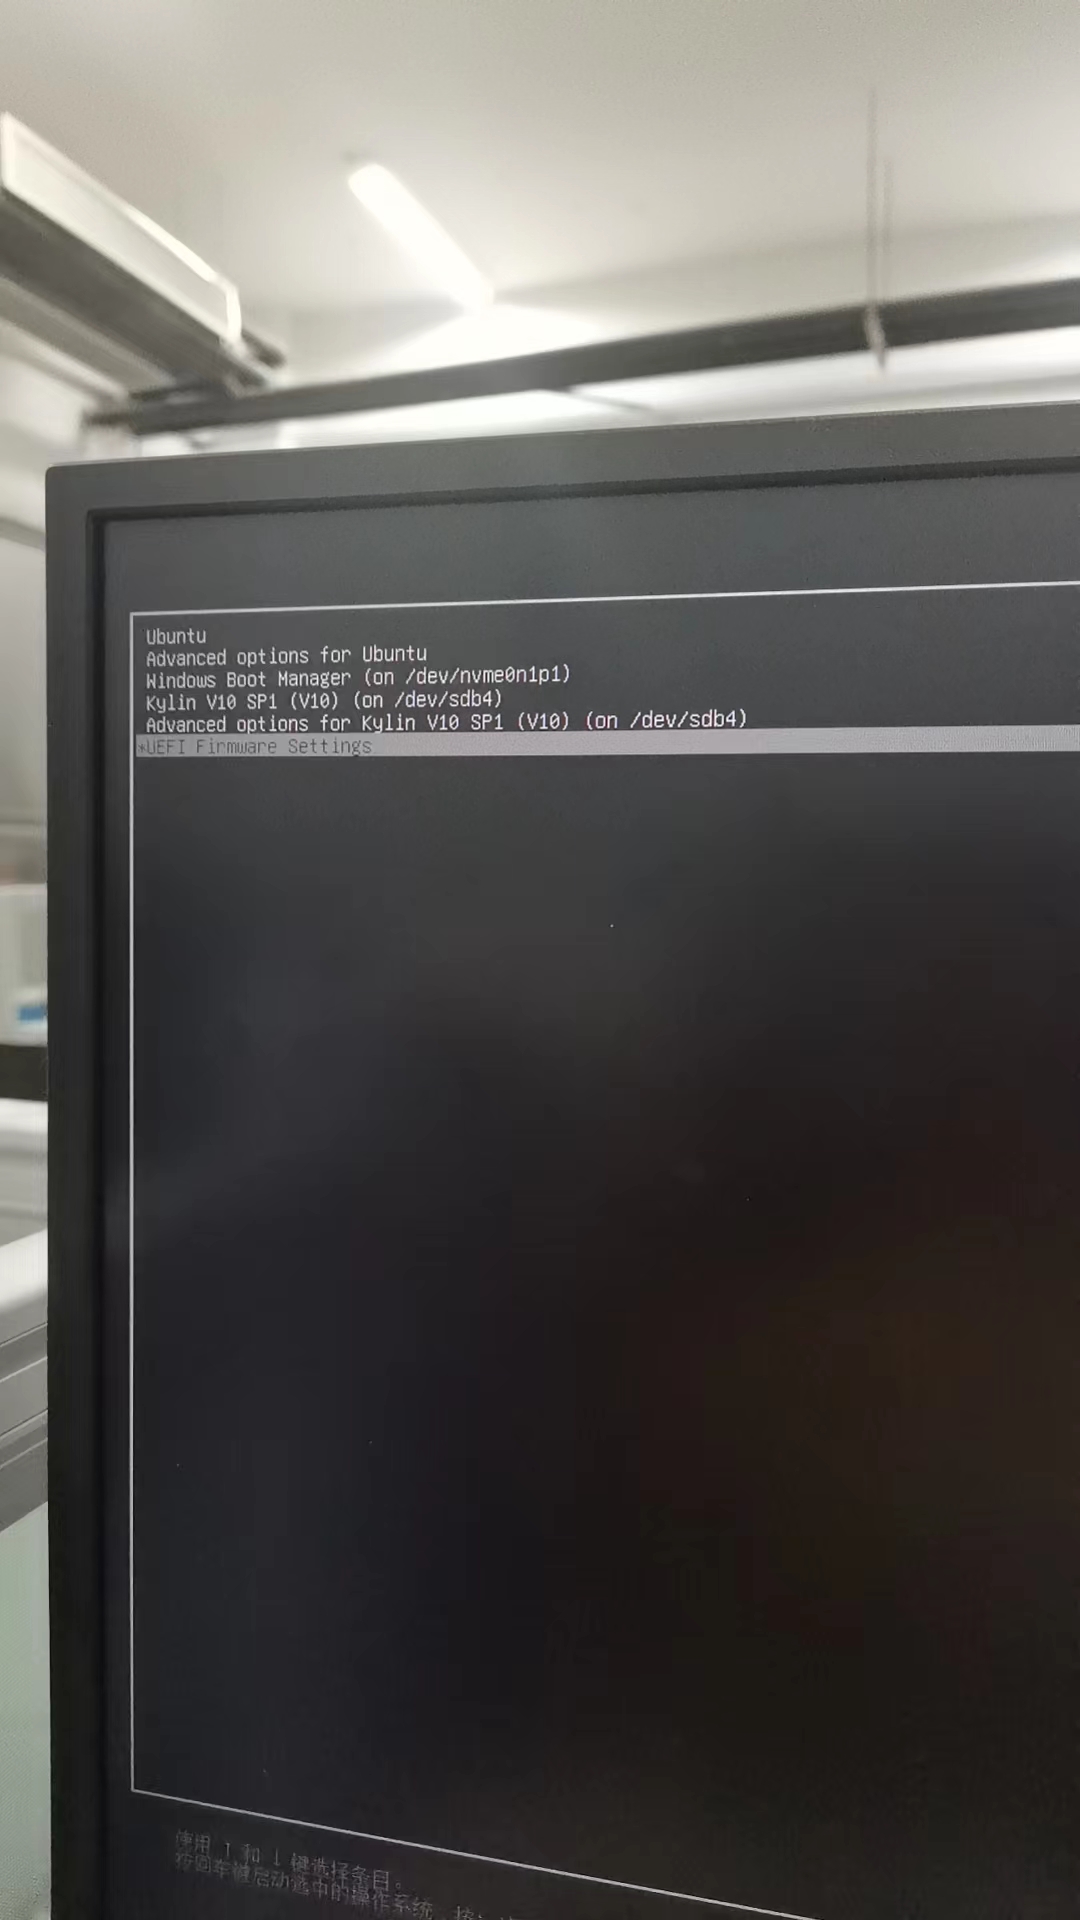 Ubuntu
Advanced options for Ubuntu
Windows Boot Manager (on /dev/nvme0n1p1)
Kylin V10 SP1 (V10) (on /dev/sdb4)
Advanced options for Kylin V10 SP1 (V10) (on /dev/sdb4)
*UEFI Firmware Settings
使用 ↑ 和 ↓ 键选择条目。
按回车键启动选中的操作系统，